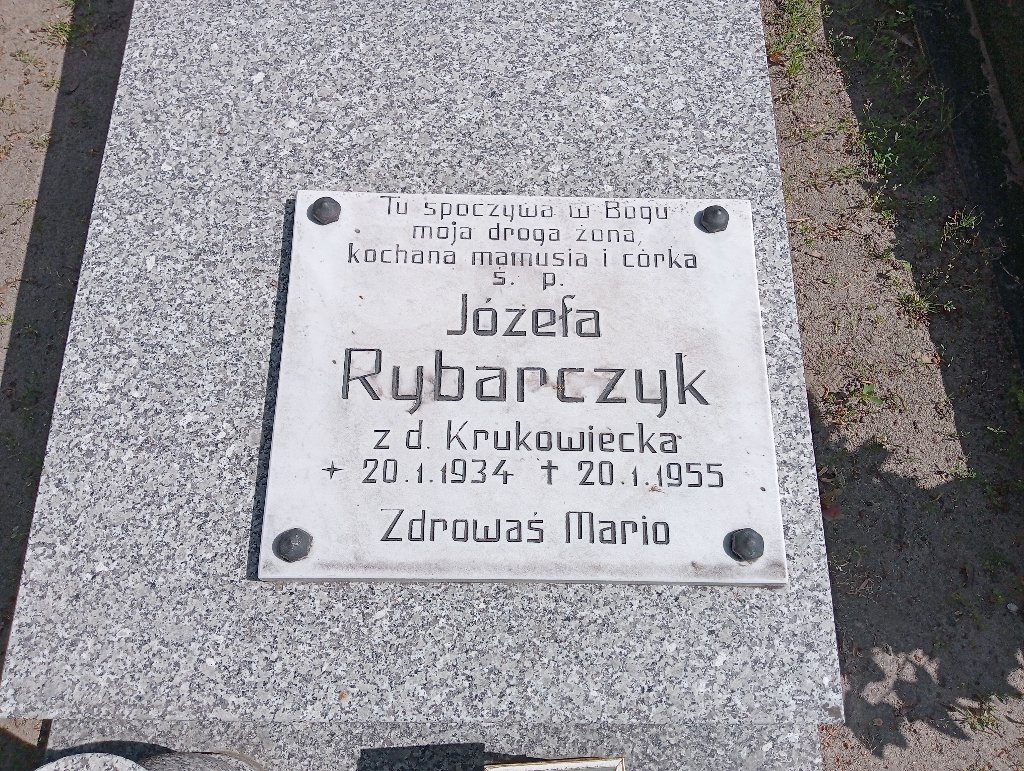 Tu spoczywa w Bogu
moja droga żona,
kochana mamusia i córka
ś. p.
Józefa
Rybarczyk
z d. Krukowiecka
+ 20.1.1934 ✝ 20.1.1955
Zdrowaś Mario